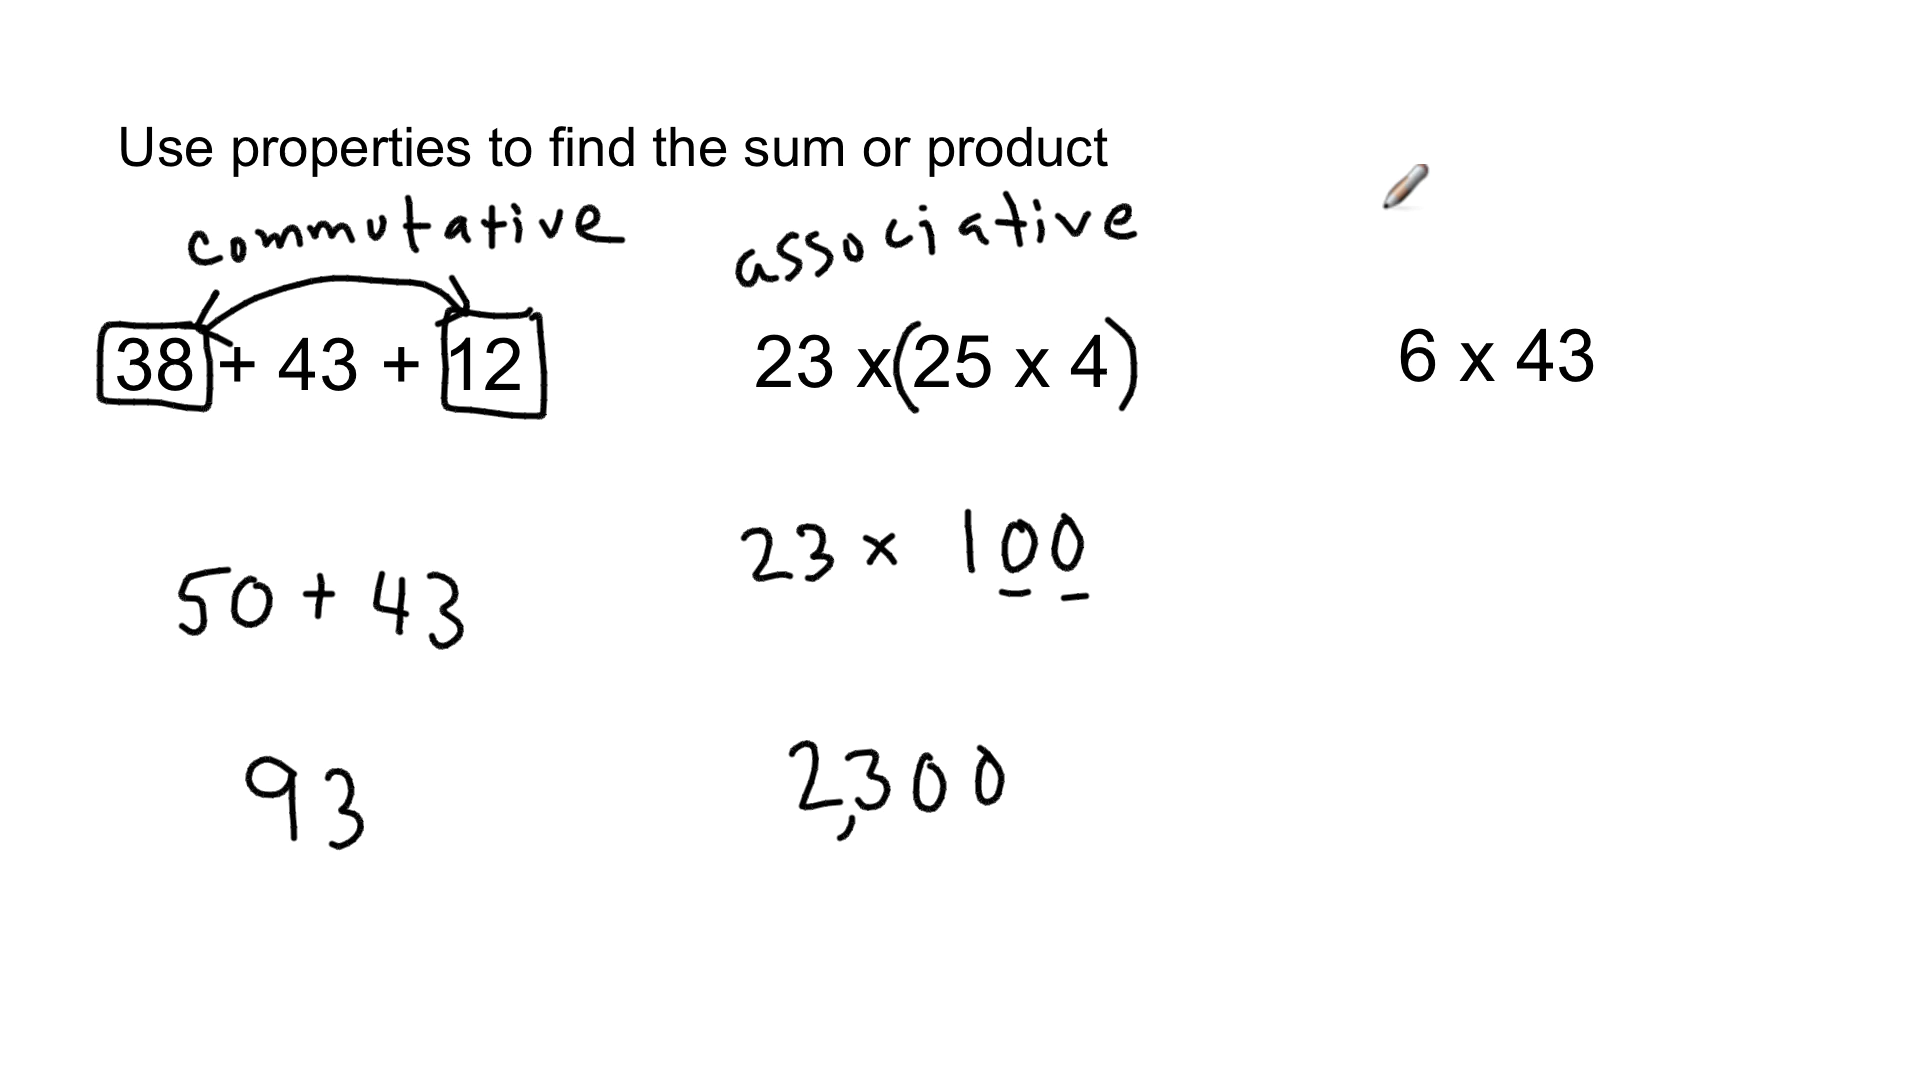 Use properties to find the sum or product
commutative
associative
38 + 43 + 12
23 x (25 x 4)
6 x 43
50 + 43
23 x 100
93
2,300